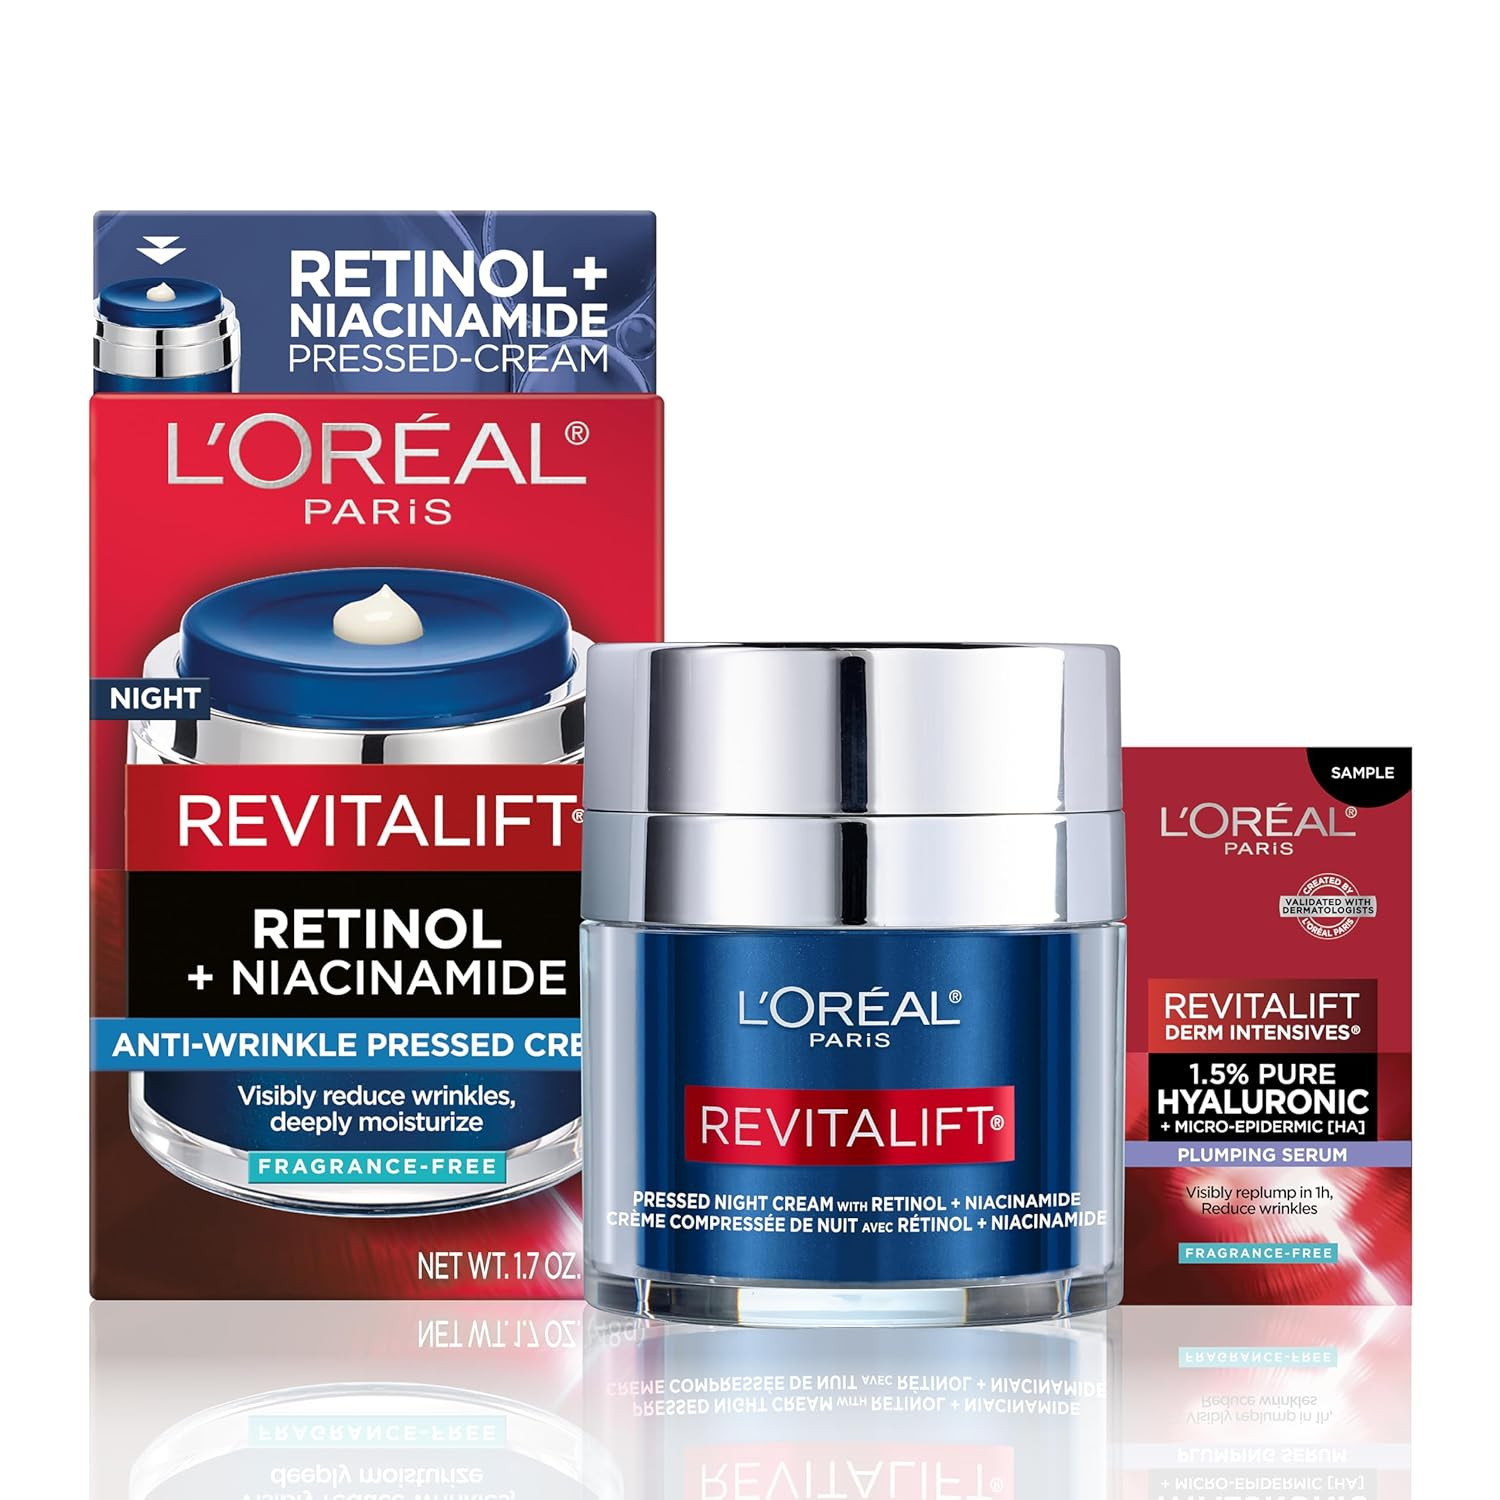 RETINOL+
NIACINAMIDE
PRESSED-CREAM
L'ORÉAL®
PARiS
NIGHT
REVITALIFT®
RETINOL
+ NIACINAMIDE
ANTI-WRINKLE PRESSED CRE
Visibly reduce wrinkles,
deeply moisturize
FRAGRANCE-FREE
NET WT. 1.7 OZ.
L'ORÉAL®
PARiS
REVITALIFT®
PRESSED NIGHT CREAM WITH RETINOL + NIACINAMIDE
CRÈME COMPRESSÉE DE NUIT AVEC RÉTINOL + NIACINAMIDE
SAMPLE
L'ORÉAL®
PARiS
CREATED BY
VALIDATED WITH
DERMATOLOGISTS
L'ORÉAL PARIS
REVITALIFT
DERM INTENSIVES®
1.5% PURE
HYALURONIC
+ MICRO-EPIDERMIC [HA]
PLUMPING SERUM
Visibly replump in 1h,
Reduce wrinkles
FRAGRANCE-FREE